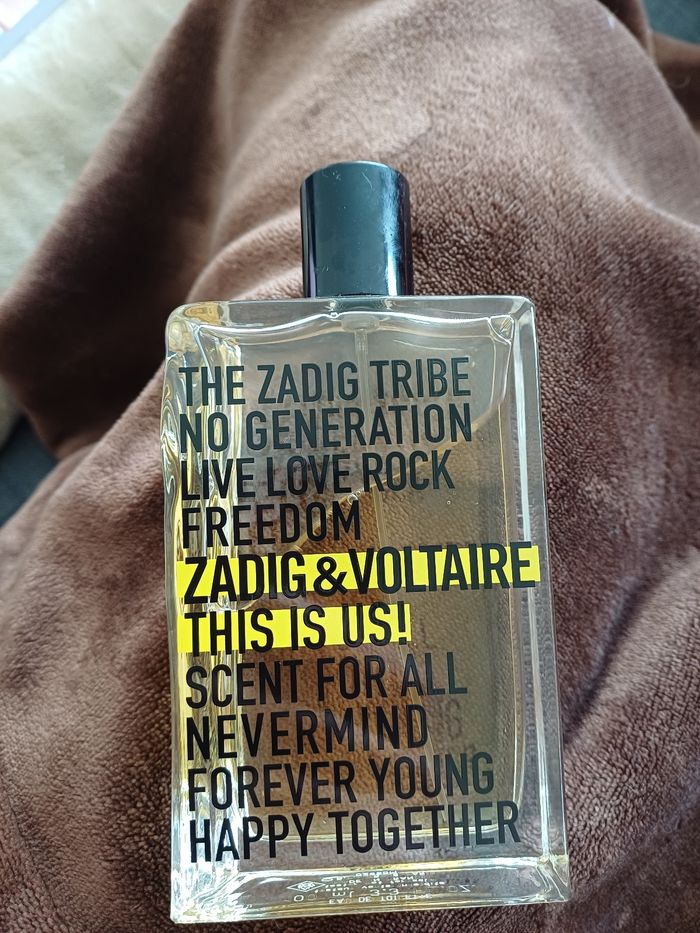 THE ZADIG TRIBE
NO GENERATION
LIVE LOVE ROCK
FREEDOM
ZADIG&VOLTAIRE
THIS IS US!
SCENT FOR ALL
NEVERMIND
FOREVER YOUNG
HAPPY TOGETHER